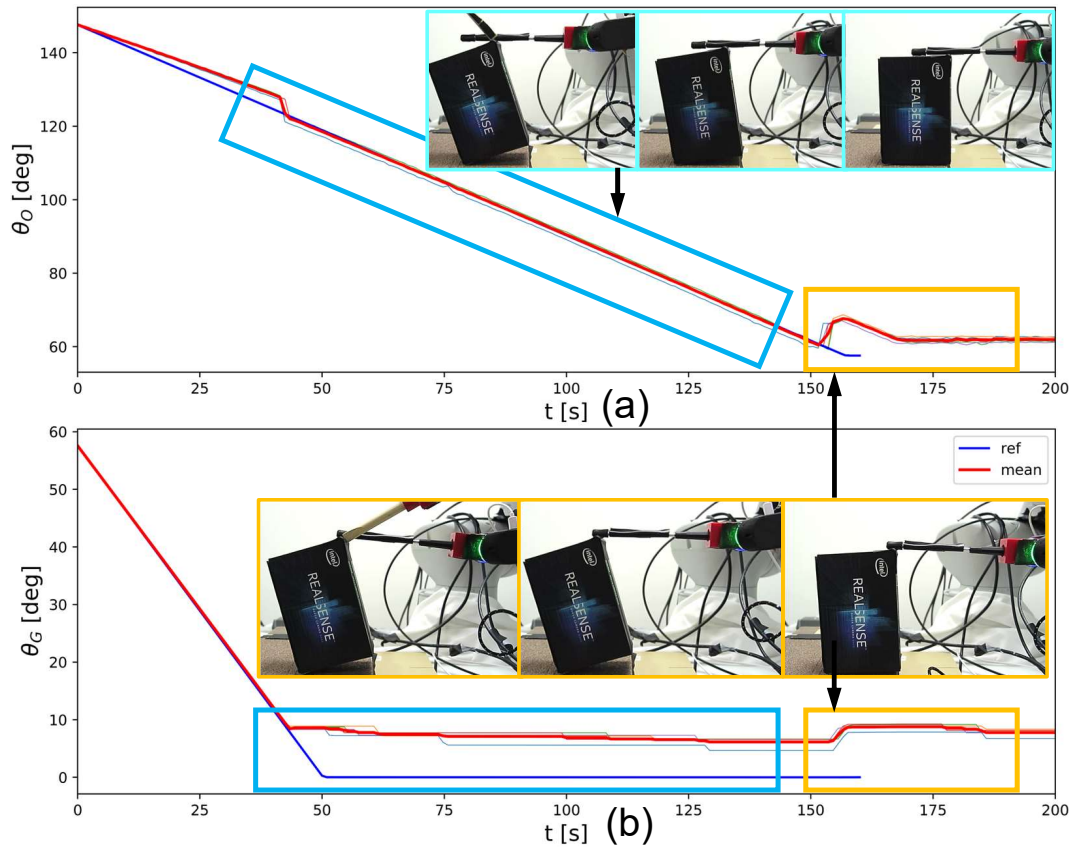 140
120
100
80
60
θ_O [deg]
intel
REALSENSE
intel
REALSENSE
intel
REALSENSE
0 25 50 75 100 125 150 175 200
t [s] (a)
60
50
40
30
20
10
0
θ_G [deg]
ref
mean
intel
REALSENSE
intel
REALSENSE
intel
REALSENSE
0 25 50 75 100 125 150 175 200
t [s] (b)